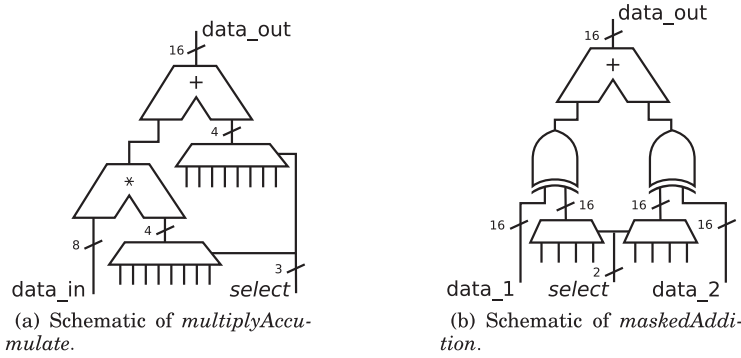 data_out
16
+
4
*
8
4
3
data_in
select
(a) Schematic of multiplyAccu-
mulate.
data_out
16
+
16
16
16
16
2
data_1
select
data_2
(b) Schematic of maskedAddi-
tion.